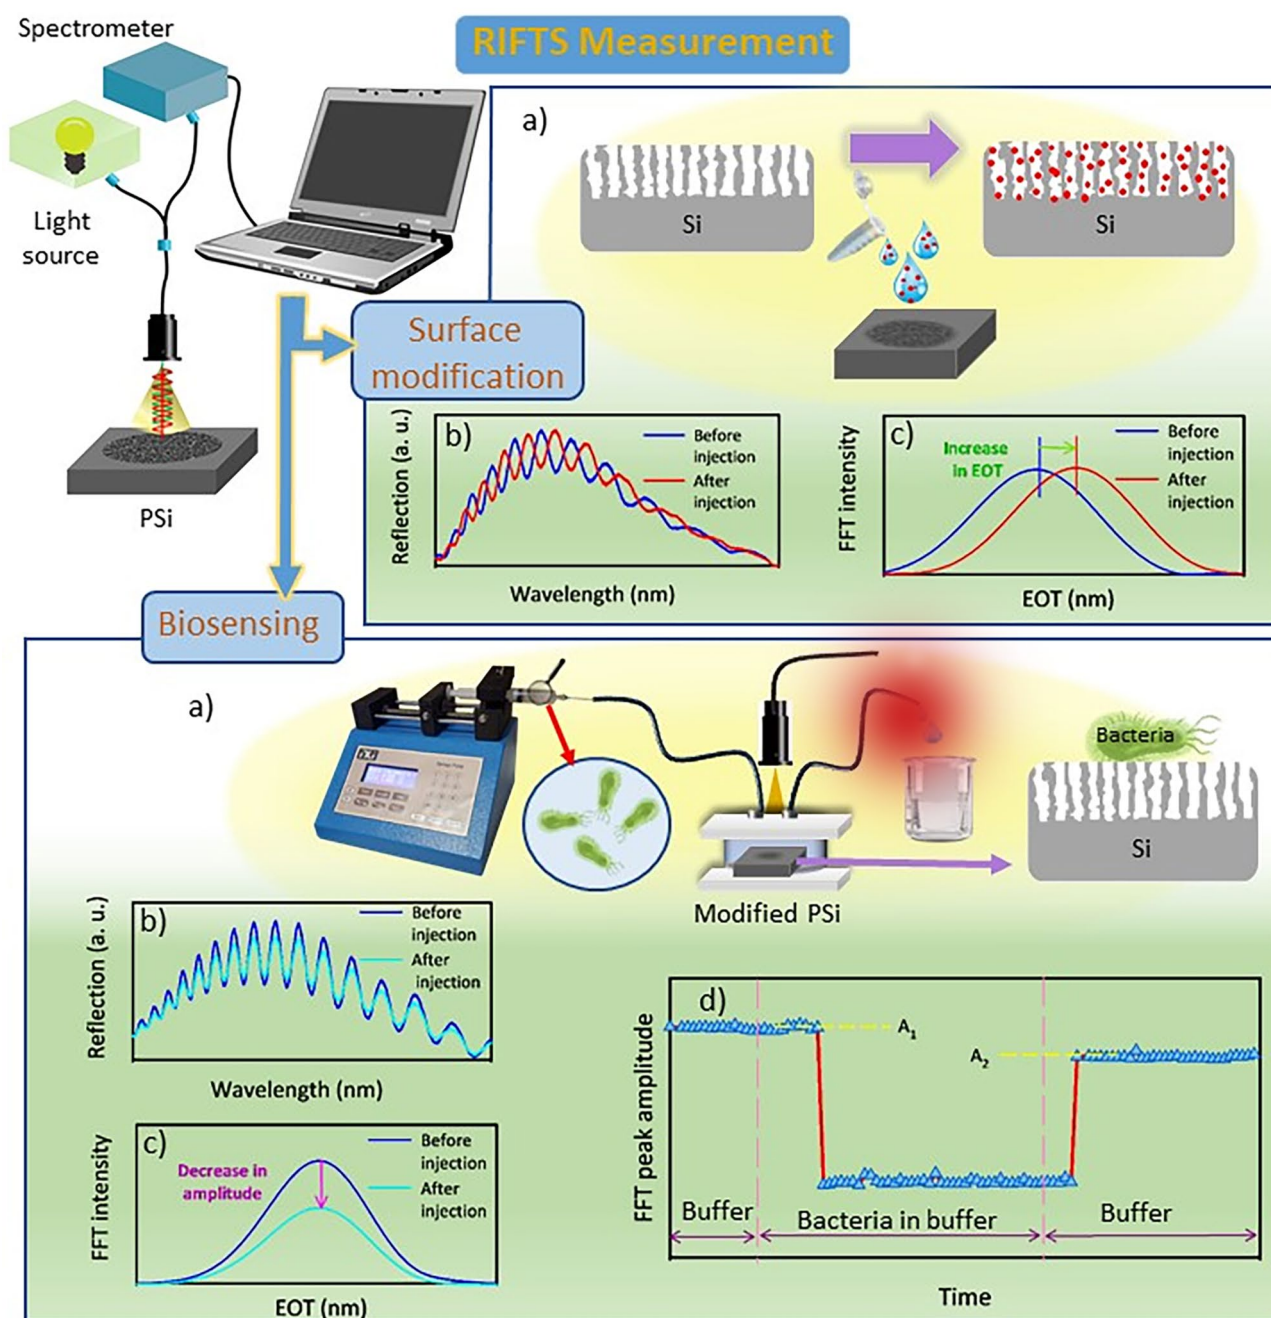 RIFTS Measurement
Spectrometer
Light
source
PSi
Surface
modification
a)
Si
Si
b)
Reflection (a. u.)
Before
injection
After
injection
Wavelength (nm)
c)
FFT intensity
Increase
in EOT
Before
injection
After
injection
EOT (nm)
Biosensing
a)
Modified PSi
Bacteria
Si
b)
Reflection (a. u.)
Before
injection
After
injection
Wavelength (nm)
c)
FFT intensity
Decrease in
amplitude
Before
injection
After
injection
EOT (nm)
d)
FFT peak amplitude
A1
A2
Buffer
Bacteria in buffer
Buffer
Time